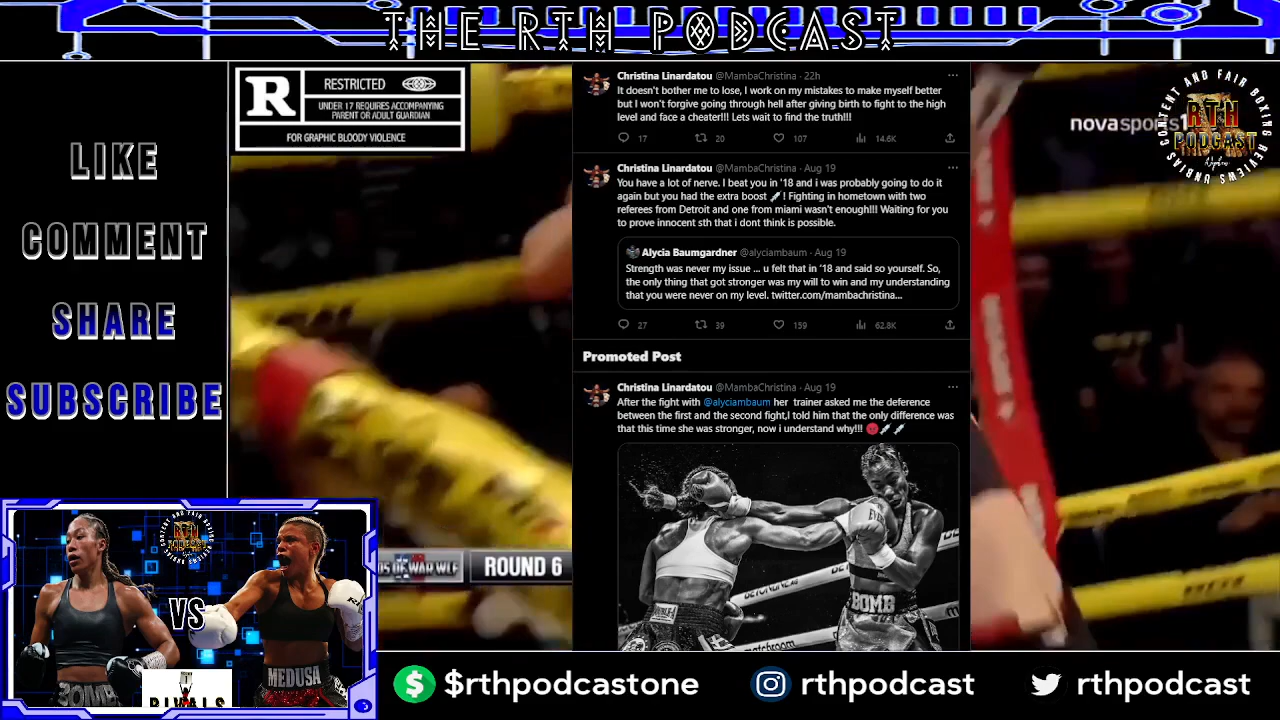 THE RTH PODCAST
LIKE
COMMENT
SHARE
SUBSCRIBE
R
RESTRICTED
UNDER 17 REQUIRES ACCOMPANYING
PARENT OR ADULT GUARDIAN
FOR GRAPHIC BLOODY VIOLENCE
Christina Linardatou @MambaChristina · 22h
It doesn't bother me to lose, I work on my mistakes to make myself better
but I won't forgive going through hell after giving birth to fight to the high
level and face a cheater!!! Lets wait to find the truth!!!
17 20 107 14.6K
Christina Linardatou @MambaChristina · Aug 19
You have a lot of nerve. I beat you in '18 and i was probably going to do it
again but you had the extra boost 💉! Fighting in hometown with two
referees from Detroit and one from miami wasn't enough!!! Waiting for you
to prove innocent sth that i dont think is possible.
Alycia Baumgardner @alyciambaum · Aug 19
Strength was never my issue ... u felt that in '18 and said so yourself. So,
the only thing that got stronger was my will to win and my understanding
that you were never on my level. twitter.com/mambachristina...
27 39 159 62.8K
Promoted Post
Christina Linardatou @MambaChristina · Aug 19
After the fight with @alyciambaum her trainer asked me the deference
between the first and the second fight,I told him that the only difference was
that this time she was stronger, now i understand why!!! 😡💉💉
BOMB
novasports1
CONTENT AND FAIR BOXING REVIEWS UNBIAS
RTH
PODCAST
ROUND 6
VS
BOMB
MEDUSA
RIVALS
$ $rthpodcastone
rthpodcast
rthpodcast